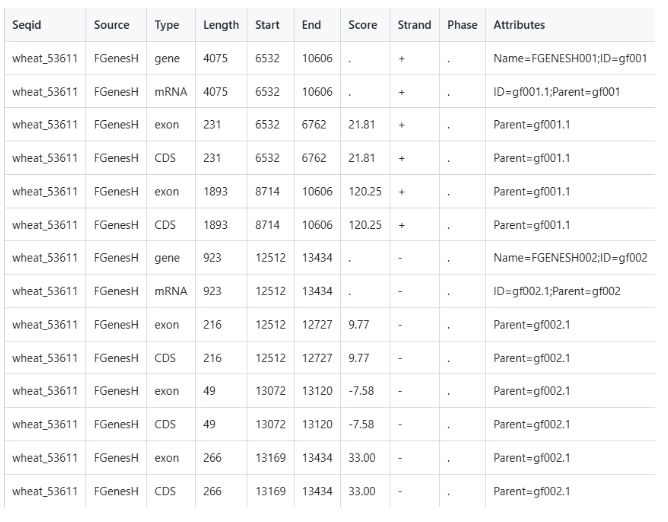 Seqid Source Type Length Start End Score Strand Phase Attributes
wheat_53611 FGenesH gene 4075 6532 10606 . + . Name=FGENESH001;ID=gf001
wheat_53611 FGenesH mRNA 4075 6532 10606 . + . ID=gf001.1;Parent=gf001
wheat_53611 FGenesH exon 231 6532 6762 21.81 + . Parent=gf001.1
wheat_53611 FGenesH CDS 231 6532 6762 21.81 + . Parent=gf001.1
wheat_53611 FGenesH exon 1893 8714 10606 120.25 + . Parent=gf001.1
wheat_53611 FGenesH CDS 1893 8714 10606 120.25 + . Parent=gf001.1
wheat_53611 FGenesH gene 923 12512 13434 . - . Name=FGENESH002;ID=gf002
wheat_53611 FGenesH mRNA 923 12512 13434 . - . ID=gf002.1;Parent=gf002
wheat_53611 FGenesH exon 216 12512 12727 9.77 - . Parent=gf002.1
wheat_53611 FGenesH CDS 216 12512 12727 9.77 - . Parent=gf002.1
wheat_53611 FGenesH exon 49 13072 13120 -7.58 - . Parent=gf002.1
wheat_53611 FGenesH CDS 49 13072 13120 -7.58 - . Parent=gf002.1
wheat_53611 FGenesH exon 266 13169 13434 33.00 - . Parent=gf002.1
wheat_53611 FGenesH CDS 266 13169 13434 33.00 - . Parent=gf002.1